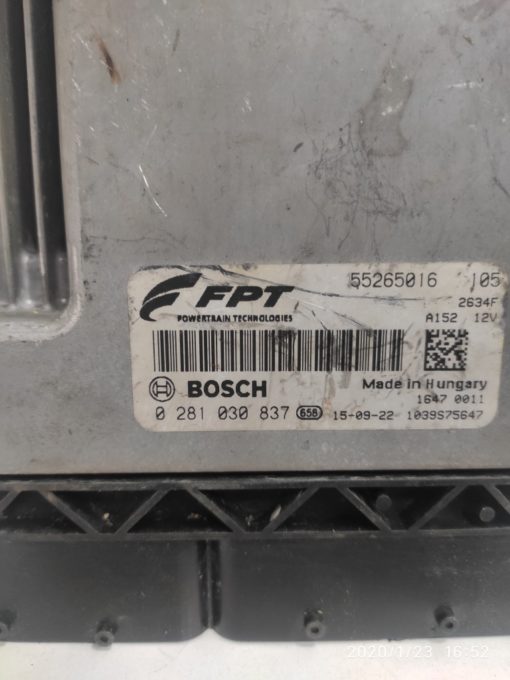 FPT
POWERTRAIN TECHNOLOGIES
55265016 105
2634F
A152 12V
BOSCH
Made in Hungary
1647 0011
0 281 030 837 656 15-09-22 1039S75647
2020/1/23 16:52